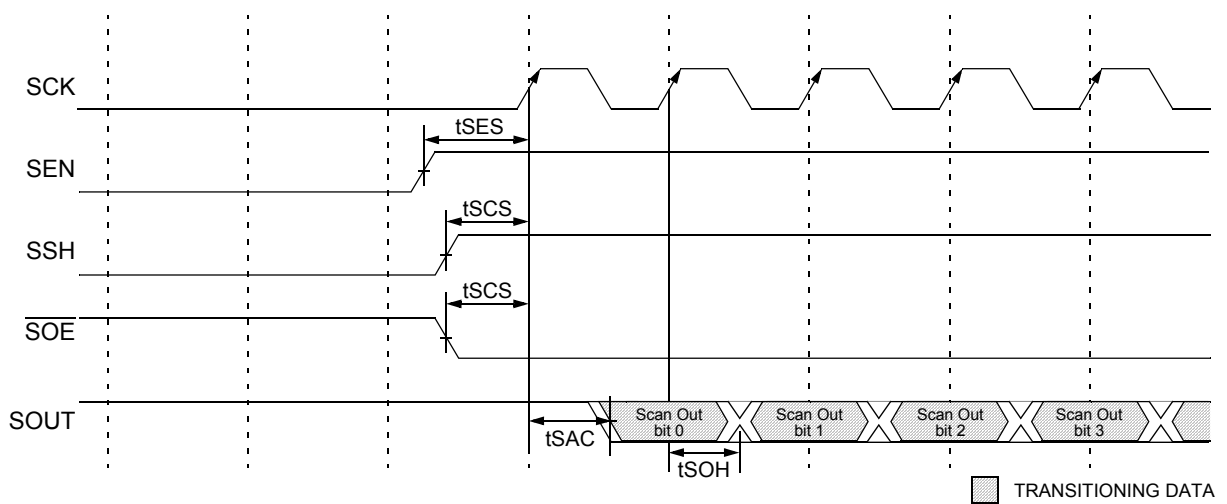 SCK
tSES
SEN
tSCS
SSH
tSCS
SOE
SOUT
Scan Out
bit 0
Scan Out
bit 1
Scan Out
bit 2
Scan Out
bit 3
tSAC
tSOH
TRANSITIONING DATA